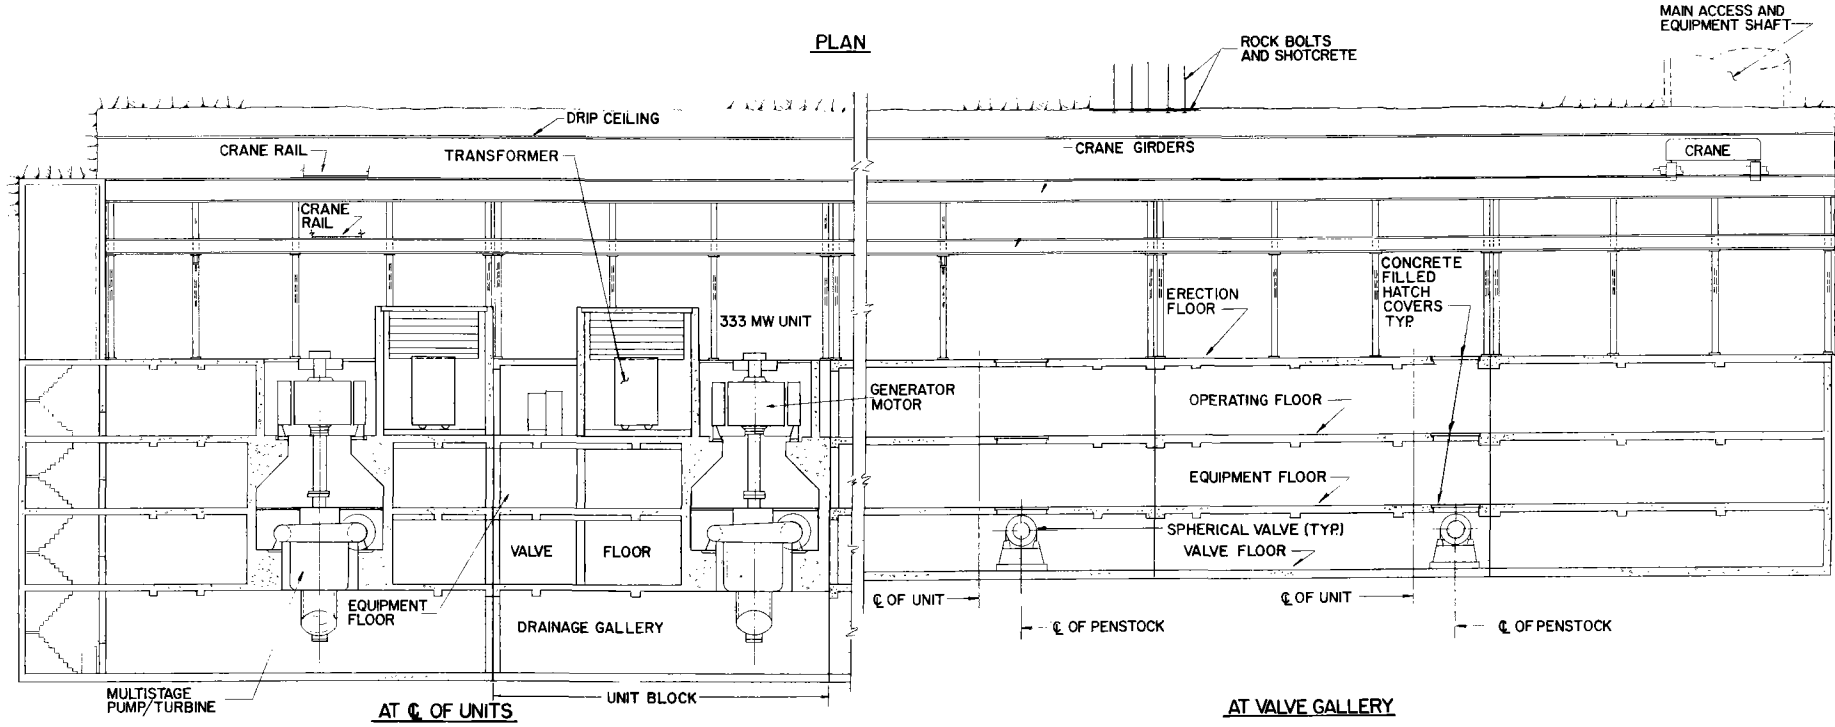 PLAN
MAIN ACCESS AND
EQUIPMENT SHAFT
ROCK BOLTS
AND SHOTCRETE
DRIP CEILING
CRANE RAIL
TRANSFORMER
CRANE GIRDERS
CRANE
CRANE
RAIL
CONCRETE
FILLED
HATCH
COVERS
TYP.
ERECTION
FLOOR
333 MW UNIT
GENERATOR
MOTOR
OPERATING FLOOR
EQUIPMENT FLOOR
SPHERICAL VALVE (TYP.)
VALVE FLOOR
VALVE FLOOR
EQUIPMENT
FLOOR
DRAINAGE GALLERY
℄ OF UNIT
℄ OF UNIT
℄ OF PENSTOCK
℄ OF PENSTOCK
MULTISTAGE
PUMP/TURBINE
UNIT BLOCK
AT ℄ OF UNITS
AT VALVE GALLERY